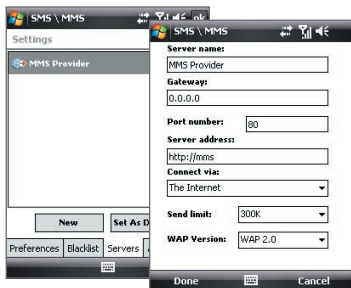 SMS \ MMS
ok
Settings
MMS Provider
New
Set As D
Preferences Blacklist Servers
SMS \ MMS
Server name:
MMS Provider
Gateway:
0.0.0.0
Port number: 80
Server address:
http://mms
Connect via:
The Internet
Send limit: 300K
WAP Version: WAP 2.0
Done Cancel